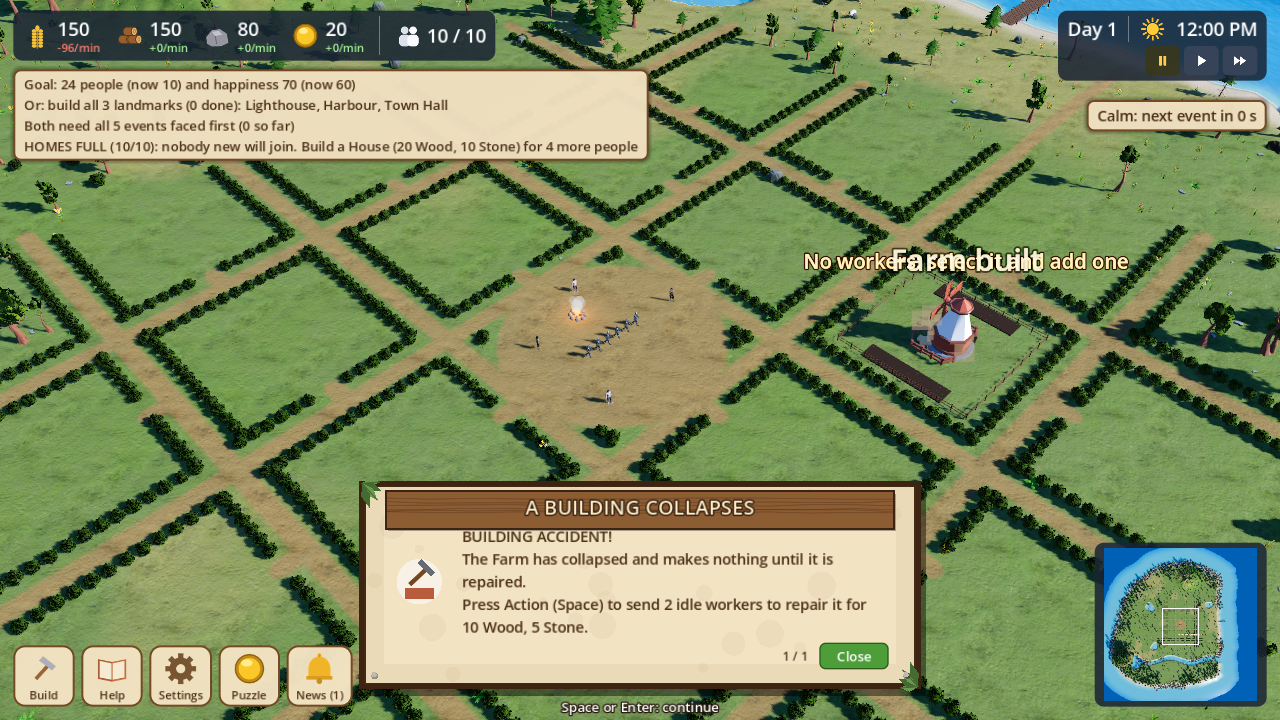 150
-96/min
150
+0/min
80
+0/min
20
+0/min
10 / 10
Day 1
12:00 PM
Goal: 24 people (now 10) and happiness 70 (now 60)
Or: build all 3 landmarks (0 done): Lighthouse, Harbour, Town Hall
Both need all 5 events faced first (0 so far)
HOMES FULL (10/10): nobody new will join. Build a House (20 Wood, 10 Stone) for 4 more people
Calm: next event in 0 s
Farm built
No workers, add one
A BUILDING COLLAPSES
BUILDING ACCIDENT!
The Farm has collapsed and makes nothing until it is
repaired.
Press Action (Space) to send 2 idle workers to repair it for
10 Wood, 5 Stone.
1 / 1
Close
Build
Help
Settings
Puzzle
News (1)
Space or Enter: continue